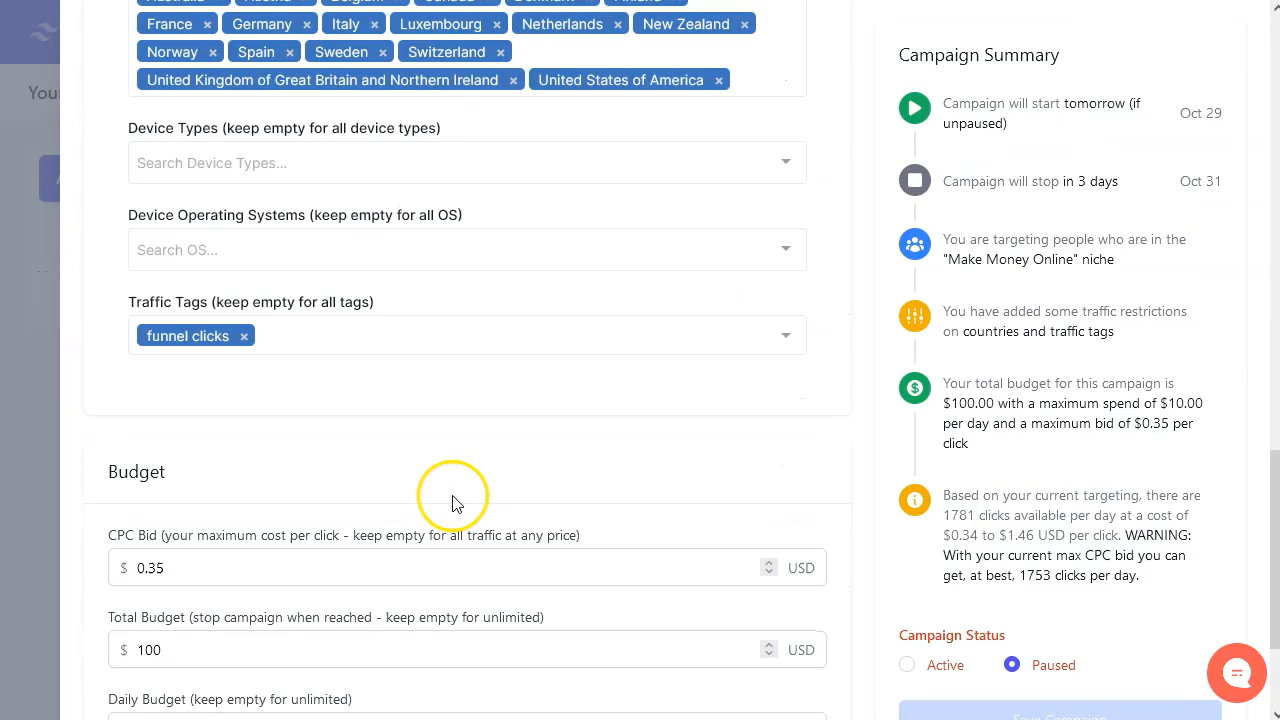 France × Germany × Italy × Luxembourg × Netherlands × New Zealand ×
Norway × Spain × Sweden × Switzerland ×
United Kingdom of Great Britain and Northern Ireland × United States of America ×
Your
Device Types (keep empty for all device types)
Search Device Types...
Device Operating Systems (keep empty for all OS)
Search OS...
Traffic Tags (keep empty for all tags)
funnel clicks ×
Budget
CPC Bid (your maximum cost per click - keep empty for all traffic at any price)
$ 0.35 USD
Total Budget (stop campaign when reached - keep empty for unlimited)
$ 100 USD
Daily Budget (keep empty for unlimited)
Campaign Summary
Campaign will start tomorrow (if
unpaused)
Oct 29
Campaign will stop in 3 days
Oct 31
You are targeting people who are in the
"Make Money Online" niche
You have added some traffic restrictions
on countries and traffic tags
Your total budget for this campaign is
$100.00 with a maximum spend of $10.00
per day and a maximum bid of $0.35 per
click
Based on your current targeting, there are
1781 clicks available per day at a cost of
$0.34 to $1.46 USD per click. WARNING:
With your current max CPC bid you can
get, at best, 1753 clicks per day.
Campaign Status
Active Paused
Save Campaign